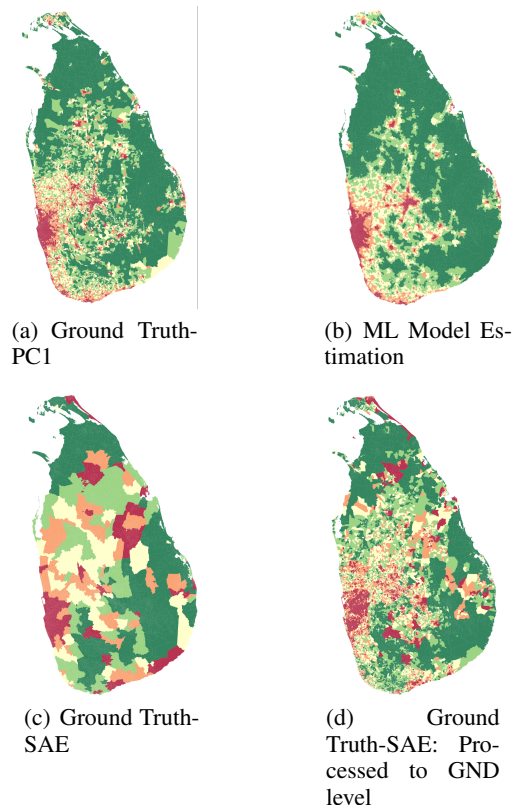 (a) Ground Truth-
PC1
(b) ML Model Es-
timation
(c) Ground Truth-
SAE
(d) Ground
Truth-SAE: Pro-
cessed to GND
level